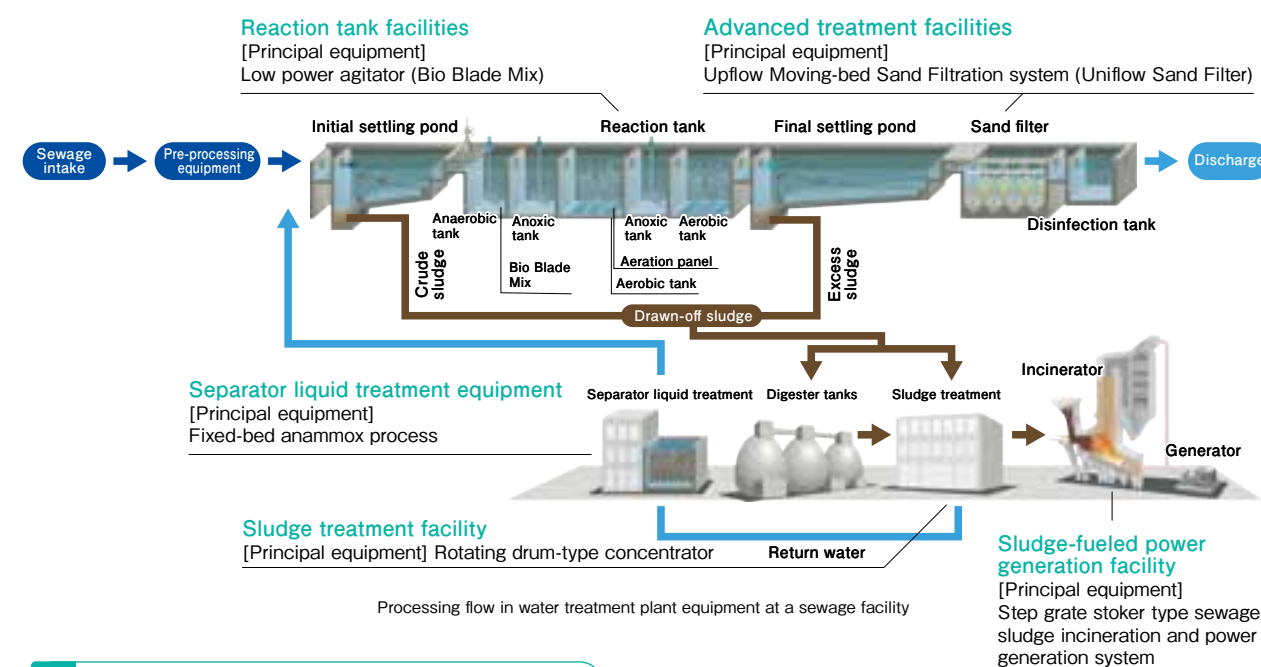 Reaction tank facilities
[Principal equipment]
Low power agitator (Bio Blade Mix)
Advanced treatment facilities
[Principal equipment]
Upflow Moving-bed Sand Filtration system (Uniflow Sand Filter)
Initial settling pond
Reaction tank
Final settling pond
Sand filter
Sewage
intake
Pre-processing
equipment
Discharge
Anaerobic
tank
Anoxic
tank
Anoxic
tank
Aerobic
tank
Disinfection tank
Bio Blade
Mix
Aeration panel
Aerobic tank
Crude
sludge
Excess
sludge
Drawn-off sludge
Incinerator
Generator
Separator liquid treatment equipment
[Principal equipment]
Fixed-bed anammox process
Separator liquid treatment
Digester tanks
Sludge treatment
Sludge treatment facility
[Principal equipment] Rotating drum-type concentrator
Return water
Sludge-fueled power
generation facility
[Principal equipment]
Step grate stoker type sewage
sludge incineration and power
generation system
Processing flow in water treatment plant equipment at a sewage facility